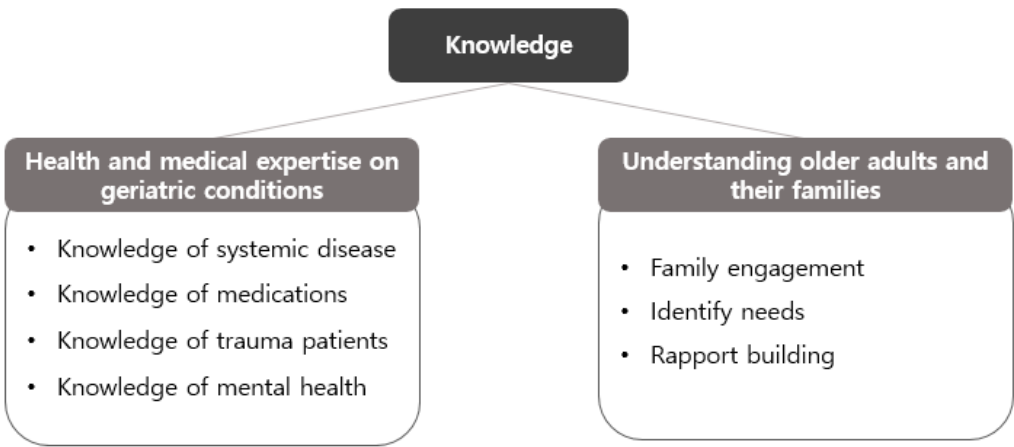 Knowledge
Health and medical expertise on
geriatric conditions
• Knowledge of systemic disease
• Knowledge of medications
• Knowledge of trauma patients
• Knowledge of mental health
Understanding older adults and
their families
• Family engagement
• Identify needs
• Rapport building